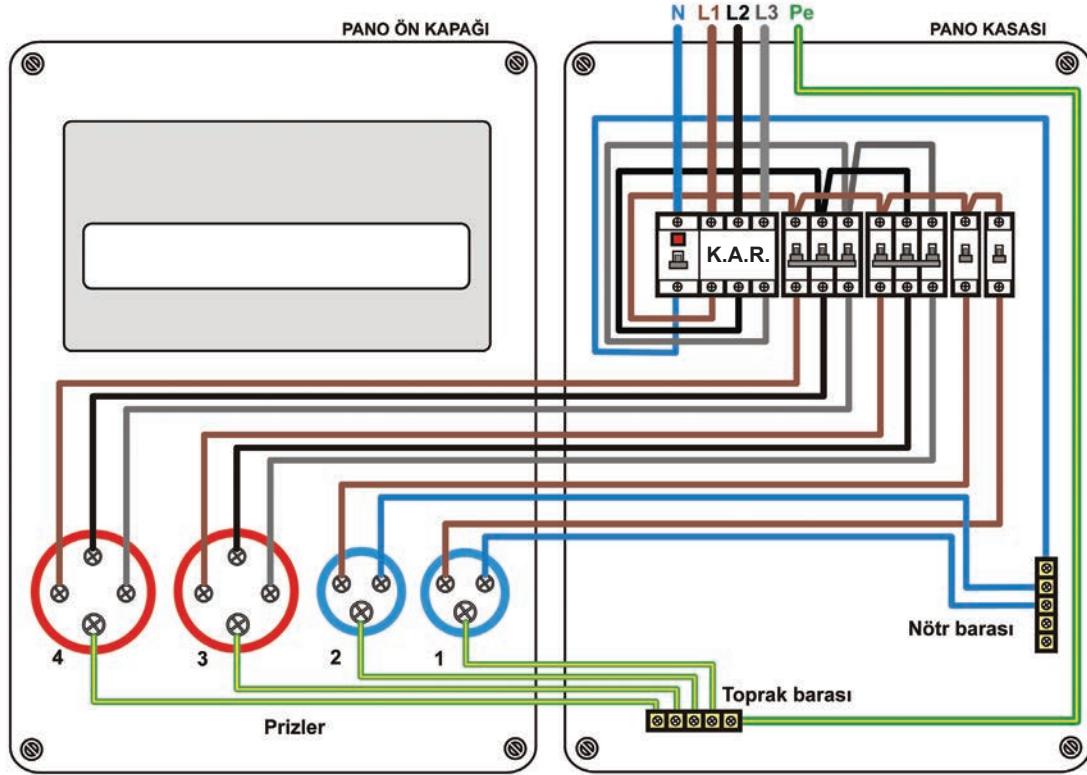 PANO ÖN KAPAĞI
N L1 L2 L3 Pe
PANO KASASI
K.A.R.
Nötr barası
4
3
2
1
Toprak barası
Prizler